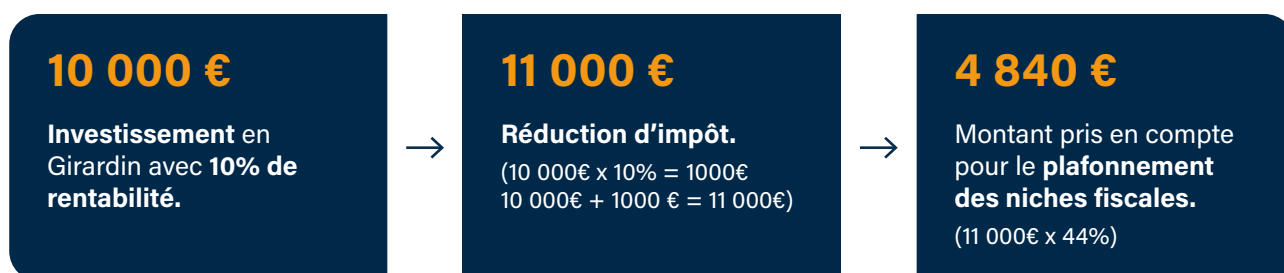 10 000 €
Investissement en
Girardin avec 10% de
rentabilité.
11 000 €
Réduction d’impôt.
(10 000€ x 10% = 1000€
10 000€ + 1000 € = 11 000€)
4 840 €
Montant pris en compte
pour le plafonnement
des niches fiscales.
(11 000€ x 44%)